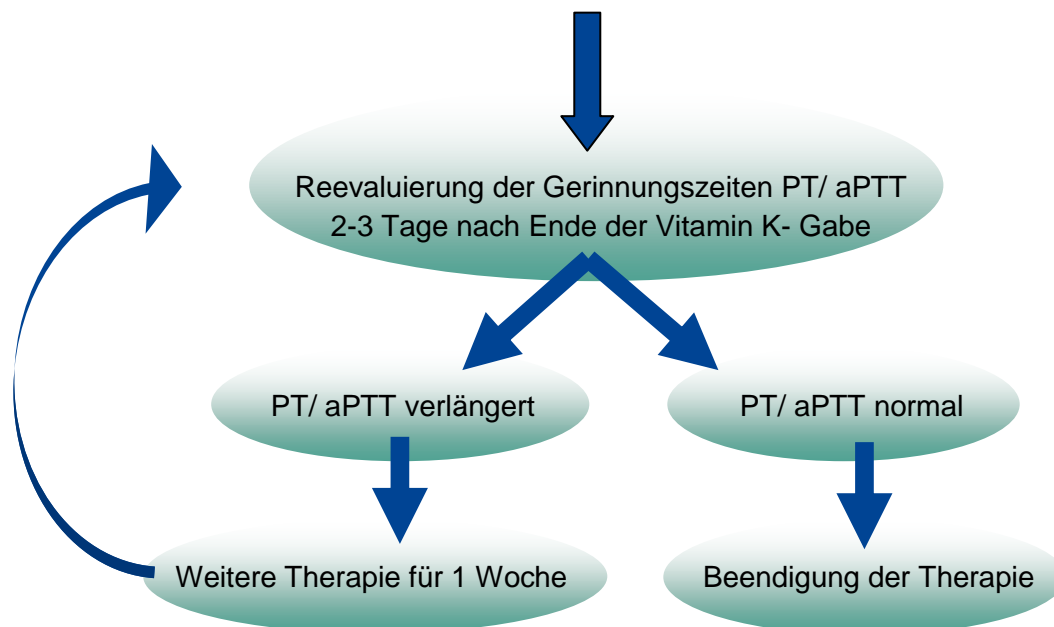 Reevaluierung der Gerinnungszeiten PT/ aPTT
2-3 Tage nach Ende der Vitamin K- Gabe
PT/ aPTT verlängert
PT/ aPTT normal
Weitere Therapie für 1 Woche
Beendigung der Therapie